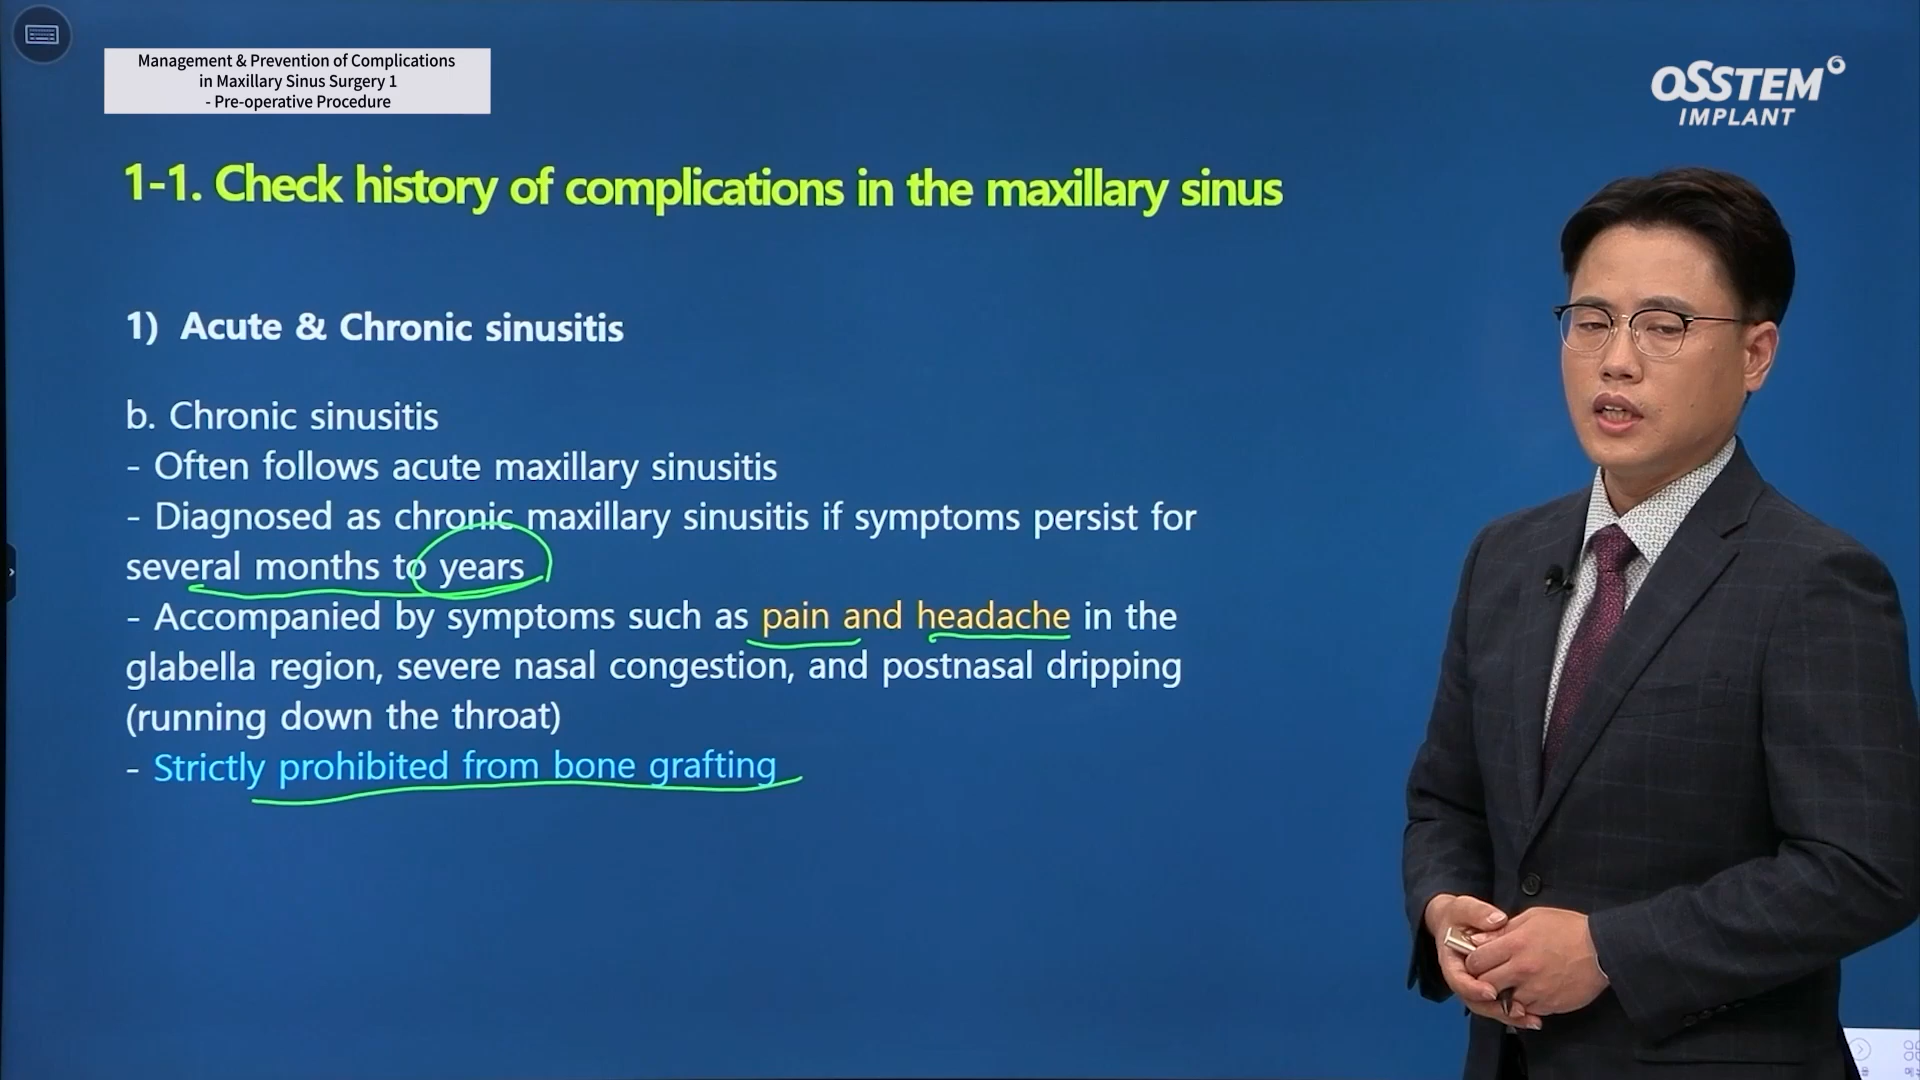 Management & Prevention of Complications
in Maxillary Sinus Surgery 1
- Pre-operative Procedure
OSSTEM
IMPLANT
1-1. Check history of complications in the maxillary sinus
1) Acute & Chronic sinusitis
b. Chronic sinusitis
- Often follows acute maxillary sinusitis
- Diagnosed as chronic maxillary sinusitis if symptoms persist for
several months to years
- Accompanied by symptoms such as pain and headache in the
glabella region, severe nasal congestion, and postnasal dripping
(running down the throat)
- Strictly prohibited from bone grafting